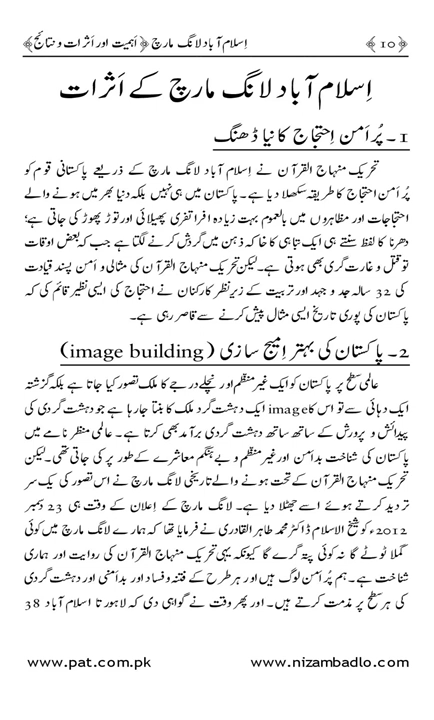 ﴿ 10 ﴾ اِسلام آباد لانگ مارچ ﴿ اَہمیت اور اَثرات و نتائج ﴾
اِسلام آباد لانگ مارچ کے اَثرات
1۔ پُر اَمن اِحتجاج کا نیا ڈھنگ
تحریک منہاج القرآن نے اِسلام آباد لانگ مارچ کے ذریعے پاکستانی قوم کو
پُر اَمن احتجاج کا طریقہ سکھلا دیا ہے۔ پاکستان میں ہی نہیں بلکہ دنیا بھر میں ہونے والے
احتجاجات اور مظاہروں میں بالعموم بہت زیادہ افراتفری پھیلائی اور توڑ پھوڑ کی جاتی ہے؛
دھرنا کا لفظ سنتے ہی ایک تباہی کا خاکہ ذہن میں گردِش کرنے لگتا ہے جب کہ بعض اوقات
تو قتل و غارت گری بھی ہوتی ہے۔ لیکن تحریک منہاج القرآن کی مثالی و اَمن پسند قیادت
کی 32 سالہ جد و جہد اور تربیت کے زیرِنظر کارکنان نے احتجاج کی ایسی نظیر قائم کی کہ
پاکستان کی پوری تاریخ ایسی مثال پیش کرنے سے قاصر رہی ہے۔
2۔ پاکستان کی بہتر اِمیج سازی (image building)
عالمی سطح پر پاکستان کو ایک غیر منظم اور نچلے درجے کا ملک تصور کیا جاتا ہے بلکہ گزشتہ
ایک دہائی سے تو اس کا image ایک دہشت گرد ملک کا بنتا جا رہا ہے جو دہشت گردی کی
پیدائش و پرورش کے ساتھ ساتھ دہشت گردی برآمد بھی کرتا ہے۔ عالمی منظر نامے میں
پاکستان کی شناخت بداَمن اور غیر منظم و بے ہنگم معاشرے کے طور پر کی جاتی تھی۔ لیکن
تحریک منہاج القرآن کے تحت ہونے والے تاریخی لانگ مارچ نے اس تصور کی یک سر
تردید کرتے ہوئے اسے جھٹلا دیا ہے۔ لانگ مارچ کے اِعلان کے وقت ہی 23 دسمبر
2012ء کو شیخ الاسلام ڈاکٹر محمد طاہر القادری نے فرمایا تھا کہ ہمارے لانگ مارچ میں کوئی
گملا ٹوٹے گا نہ کوئی پتہ گرے گا کیونکہ یہی تحریک منہاج القرآن کی روایت اور ہماری
شناخت ہے۔ ہم پُر اَمن لوگ ہیں اور ہر طرح کے فتنہ و فساد اور بداَمنی اور دہشت گردی
کی ہر سطح پر مذمت کرتے ہیں۔ اور پھر وقت نے گواہی دی کہ لاہور تا اسلام آباد 38
www.pat.com.pk www.nizambadlo.com